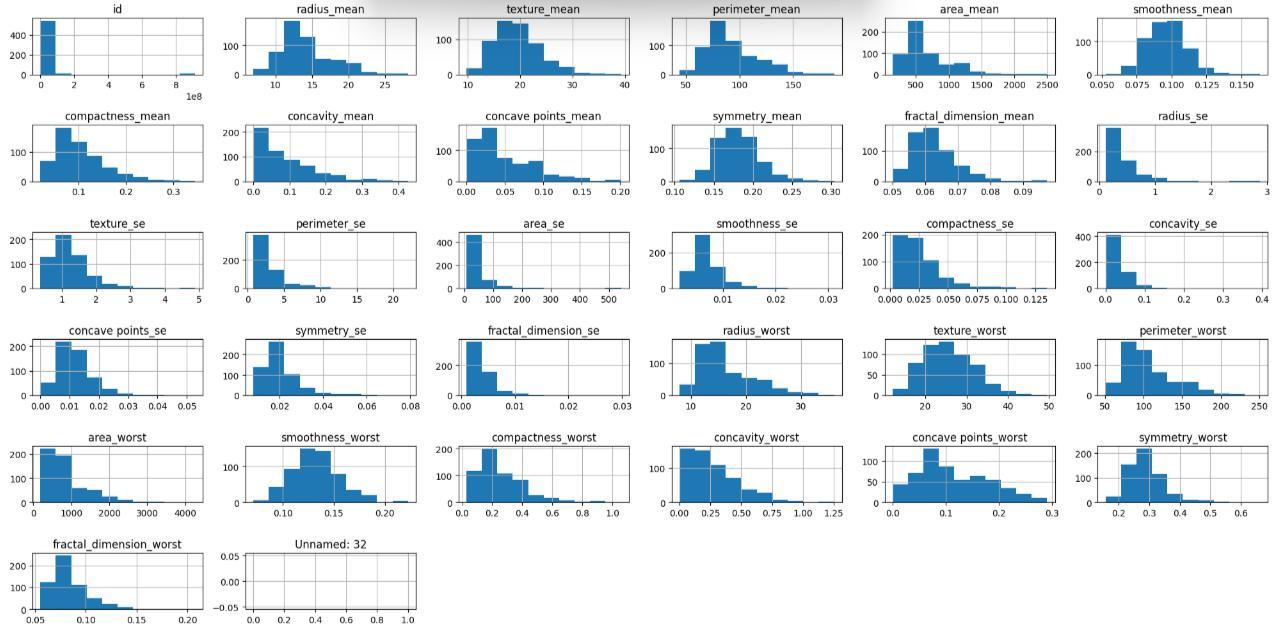 id radius_mean texture_mean perimeter_mean area_mean smoothness_mean
400 200 0
100 0
100 0
100 0
200 100 0
100 0
0 2 4 6 8 10 15 20 25 10 20 30 40 50 100 150 500 1000 1500 2000 2500 0.050 0.075 0.100 0.125 0.150
1e8
compactness_mean concavity_mean concave points_mean symmetry_mean fractal_dimension_mean radius_se
100 0
200 100 0
100 0
100 0
100 0
200 0
0.1 0.2 0.3 0.0 0.1 0.2 0.3 0.4 0.00 0.05 0.10 0.15 0.20 0.10 0.15 0.20 0.25 0.30 0.05 0.06 0.07 0.08 0.09 0 1 2 3
texture_se perimeter_se area_se smoothness_se compactness_se concavity_se
200 100 0
200 0
400 200 0
200 0
200 100 0
400 200 0
1 2 3 4 5 0 5 10 15 20 0 100 200 300 400 500 0.01 0.02 0.03 0.000 0.025 0.050 0.075 0.100 0.125 0.0 0.1 0.2 0.3 0.4
concave points_se symmetry_se fractal_dimension_se radius_worst texture_worst perimeter_worst
200 100 0
200 100 0
200 0
100 0
100 50 0
100 0
0.00 0.01 0.02 0.03 0.04 0.05 0.02 0.04 0.06 0.08 0.00 0.01 0.02 0.03 10 20 30 20 30 40 50 50 100 150 200 250
area_worst smoothness_worst compactness_worst concavity_worst concave points_worst symmetry_worst
200 100 0
100 0
200 100 0
100 0
100 50 0
200 100 0
0 1000 2000 3000 4000 0.10 0.15 0.20 0.0 0.2 0.4 0.6 0.8 1.0 0.00 0.25 0.50 0.75 1.00 1.25 0.0 0.1 0.2 0.3 0.2 0.3 0.4 0.5 0.6
fractal_dimension_worst Unnamed: 32
200 100 0
0.05 0.00 −0.05
0.05 0.10 0.15 0.20 0.0 0.2 0.4 0.6 0.8 1.0